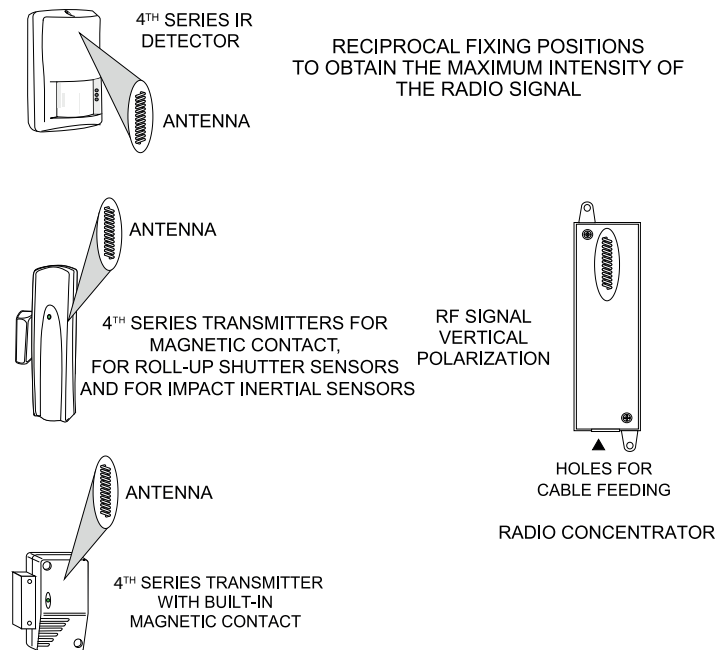 4TH SERIES IR
DETECTOR
ANTENNA
RECIPROCAL FIXING POSITIONS
TO OBTAIN THE MAXIMUM INTENSITY OF
THE RADIO SIGNAL
ANTENNA
4TH SERIES TRANSMITTERS FOR
MAGNETIC CONTACT,
FOR ROLL-UP SHUTTER SENSORS
AND FOR IMPACT INERTIAL SENSORS
RF SIGNAL
VERTICAL
POLARIZATION
HOLES FOR
CABLE FEEDING
RADIO CONCENTRATOR
ANTENNA
4TH SERIES TRANSMITTER
WITH BUILT-IN
MAGNETIC CONTACT